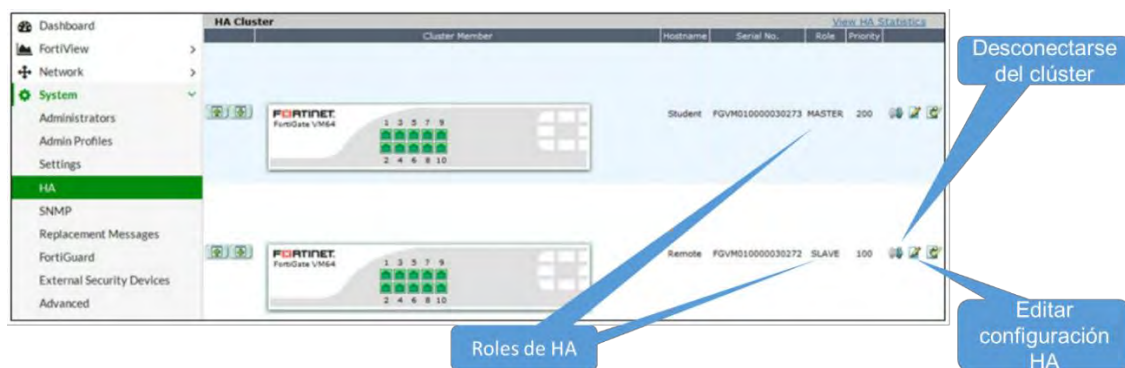 Dashboard
FortiView
Network
System
Administrators
Admin Profiles
Settings
HA
SNMP
Replacement Messages
FortiGuard
External Security Devices
Advanced
HA Cluster View HA Statistics
Cluster Member Hostname Serial No. Role Priority
FORTINET
FortiGate VM64
1 3 5 7 9
2 4 6 8 10
Student FGVM010000030273 MASTER 200
FORTINET
FortiGate VM64
1 3 5 7 9
2 4 6 8 10
Remote FGVM010000030272 SLAVE 100
Desconectarse
del clúster
Roles de HA
Editar
configuración
HA